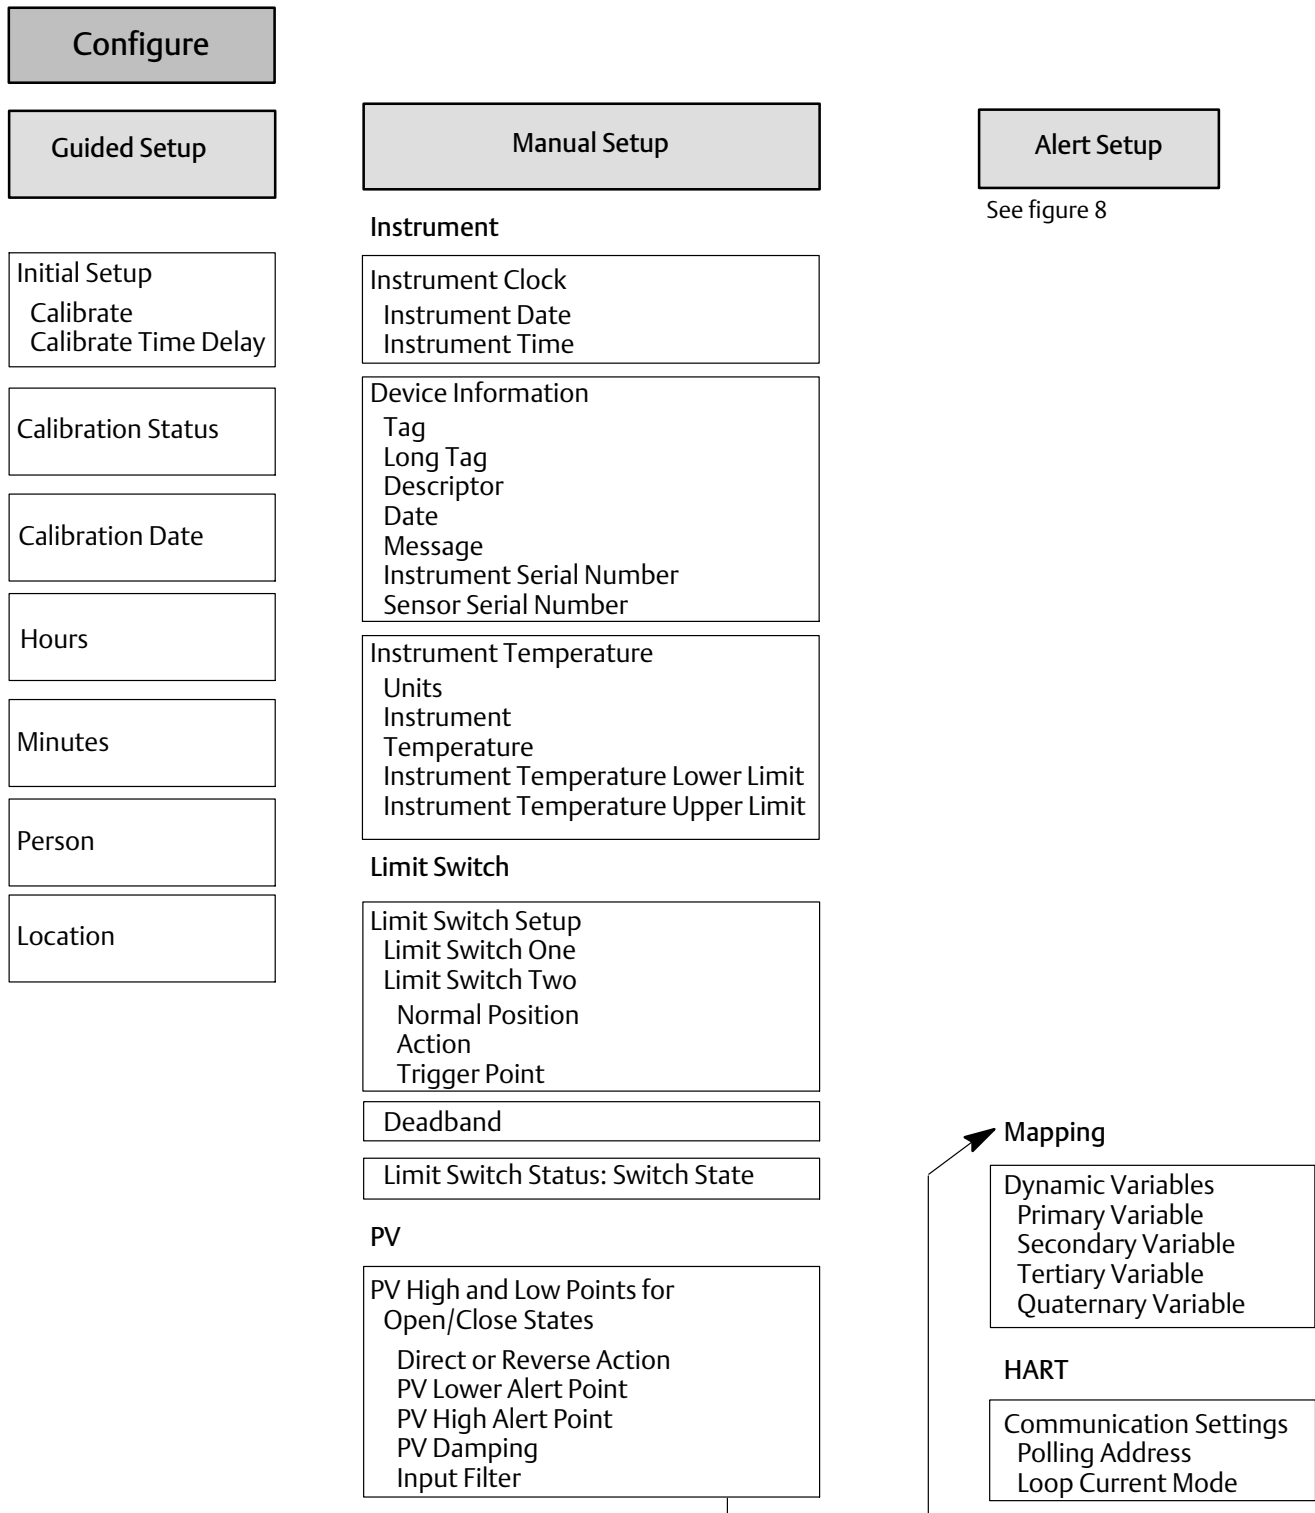 Configure
Guided Setup
Initial Setup
Calibrate
Calibrate Time Delay
Calibration Status
Calibration Date
Hours
Minutes
Person
Location
Manual Setup
Instrument
Instrument Clock
Instrument Date
Instrument Time
Device Information
Tag
Long Tag
Descriptor
Date
Message
Instrument Serial Number
Sensor Serial Number
Instrument Temperature
Units
Instrument
Temperature
Instrument Temperature Lower Limit
Instrument Temperature Upper Limit
Limit Switch
Limit Switch Setup
Limit Switch One
Limit Switch Two
Normal Position
Action
Trigger Point
Deadband
Limit Switch Status: Switch State
PV
PV High and Low Points for
Open/Close States
Direct or Reverse Action
PV Lower Alert Point
PV High Alert Point
PV Damping
Input Filter
Alert Setup
See figure 8
Mapping
Dynamic Variables
Primary Variable
Secondary Variable
Tertiary Variable
Quaternary Variable
HART
Communication Settings
Polling Address
Loop Current Mode